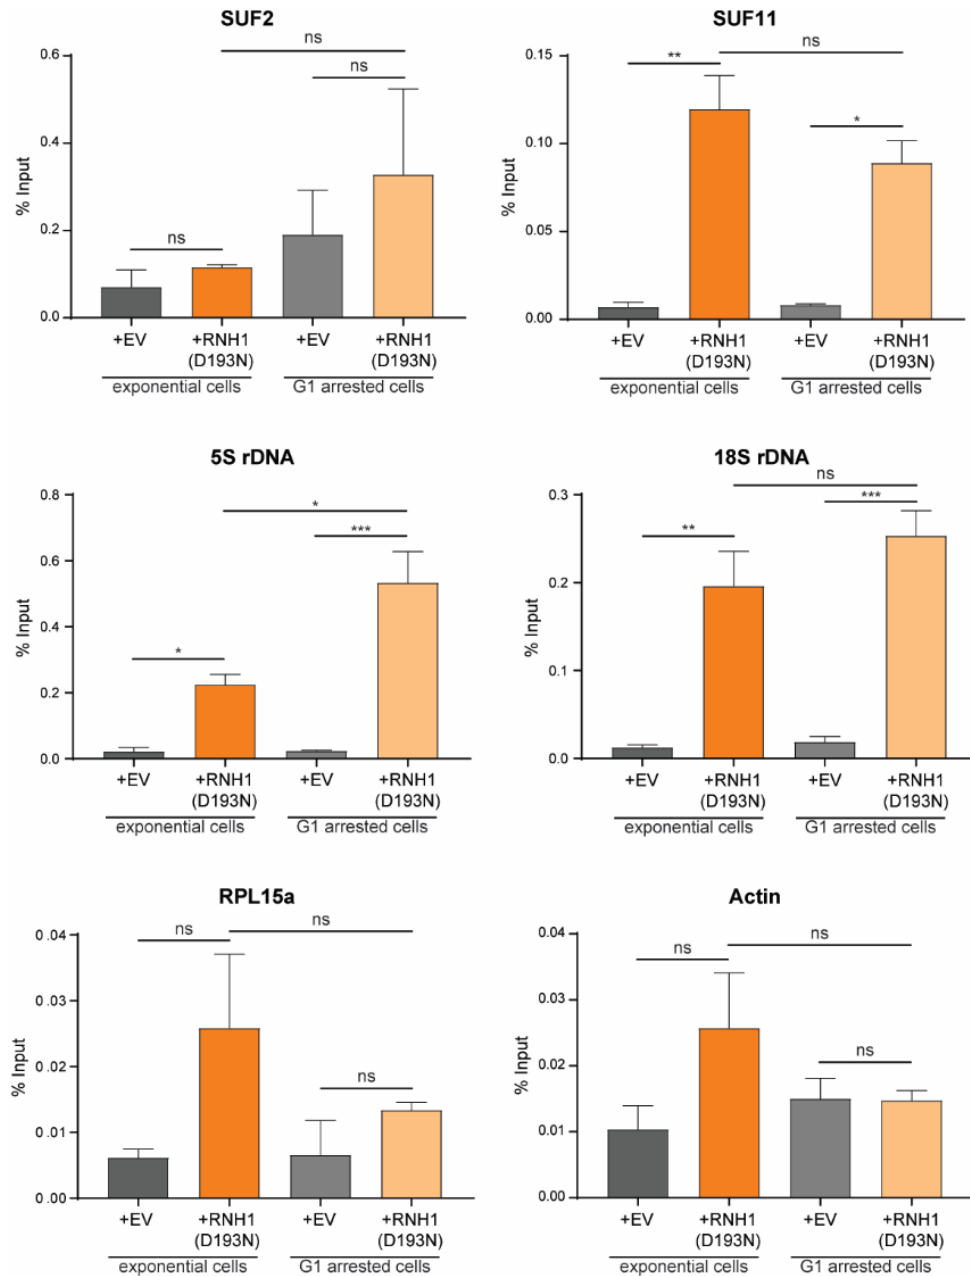 SUF2
ns
ns
ns
0.6
0.4
0.2
0.0
% Input
+EV
+RNH1
(D193N)
+EV
+RNH1
(D193N)
exponential cells
G1 arrested cells
SUF11
ns
**
*
0.15
0.10
0.05
0.00
% Input
+EV
+RNH1
(D193N)
+EV
+RNH1
(D193N)
exponential cells
G1 arrested cells
5S rDNA
*
***
*
0.8
0.6
0.4
0.2
0.0
% Input
+EV
+RNH1
(D193N)
+EV
+RNH1
(D193N)
exponential cells
G1 arrested cells
18S rDNA
ns
***
**
0.3
0.2
0.1
0.0
% Input
+EV
+RNH1
(D193N)
+EV
+RNH1
(D193N)
exponential cells
G1 arrested cells
RPL15a
ns
ns
ns
0.04
0.03
0.02
0.01
0.00
% Input
+EV
+RNH1
(D193N)
+EV
+RNH1
(D193N)
exponential cells
G1 arrested cells
Actin
ns
ns
ns
0.04
0.03
0.02
0.01
0.00
% Input
+EV
+RNH1
(D193N)
+EV
+RNH1
(D193N)
exponential cells
G1 arrested cells